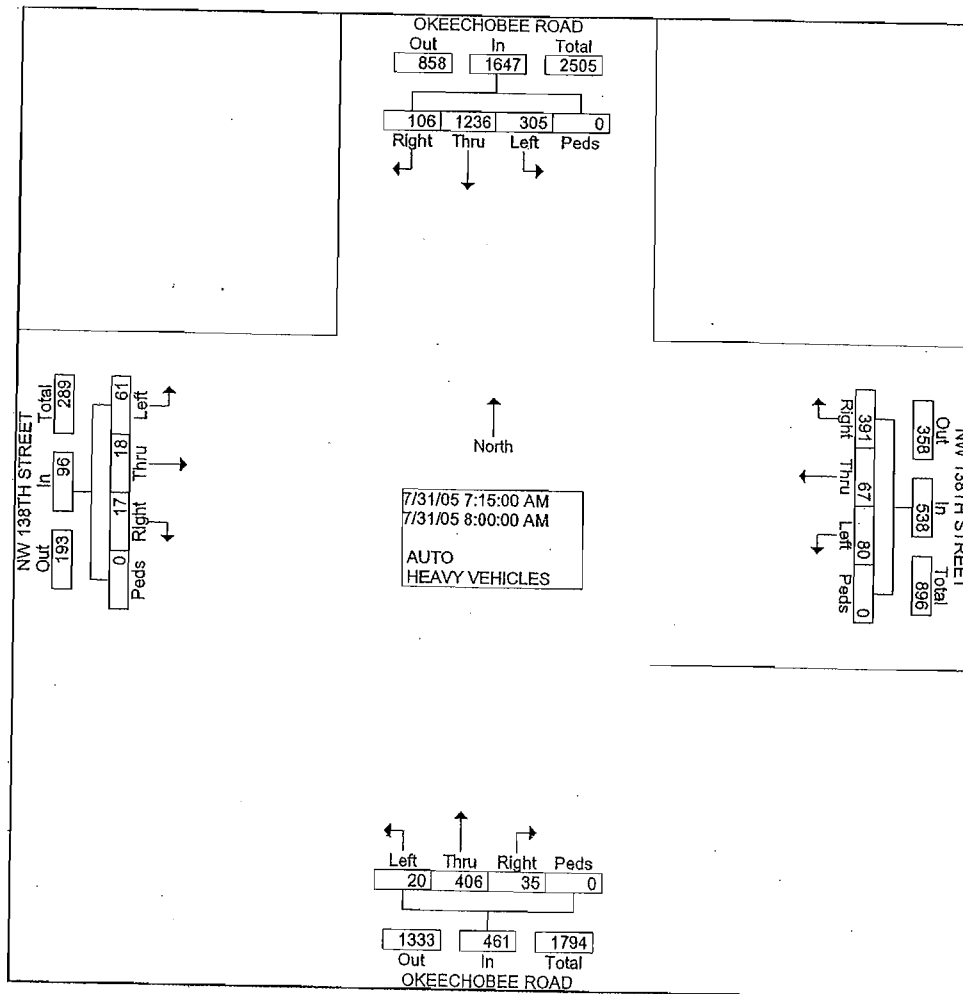 OKEECHOBEE ROAD
Out In Total
858 1647 2505
106 1236 305 0
Right Thru Left Peds
NW 138TH STREET
Total In Out
289 96 193
61 18 17 0
Left Thru Right Peds
North
7/31/05 7:15:00 AM
7/31/05 8:00:00 AM
AUTO
HEAVY VEHICLES
Right Thru Left Peds
391 67 80 0
358 538 896
Out In Total
NW 138TH STREET
Left Thru Right Peds
20 406 35 0
1333 461 1794
Out In Total
OKEECHOBEE ROAD